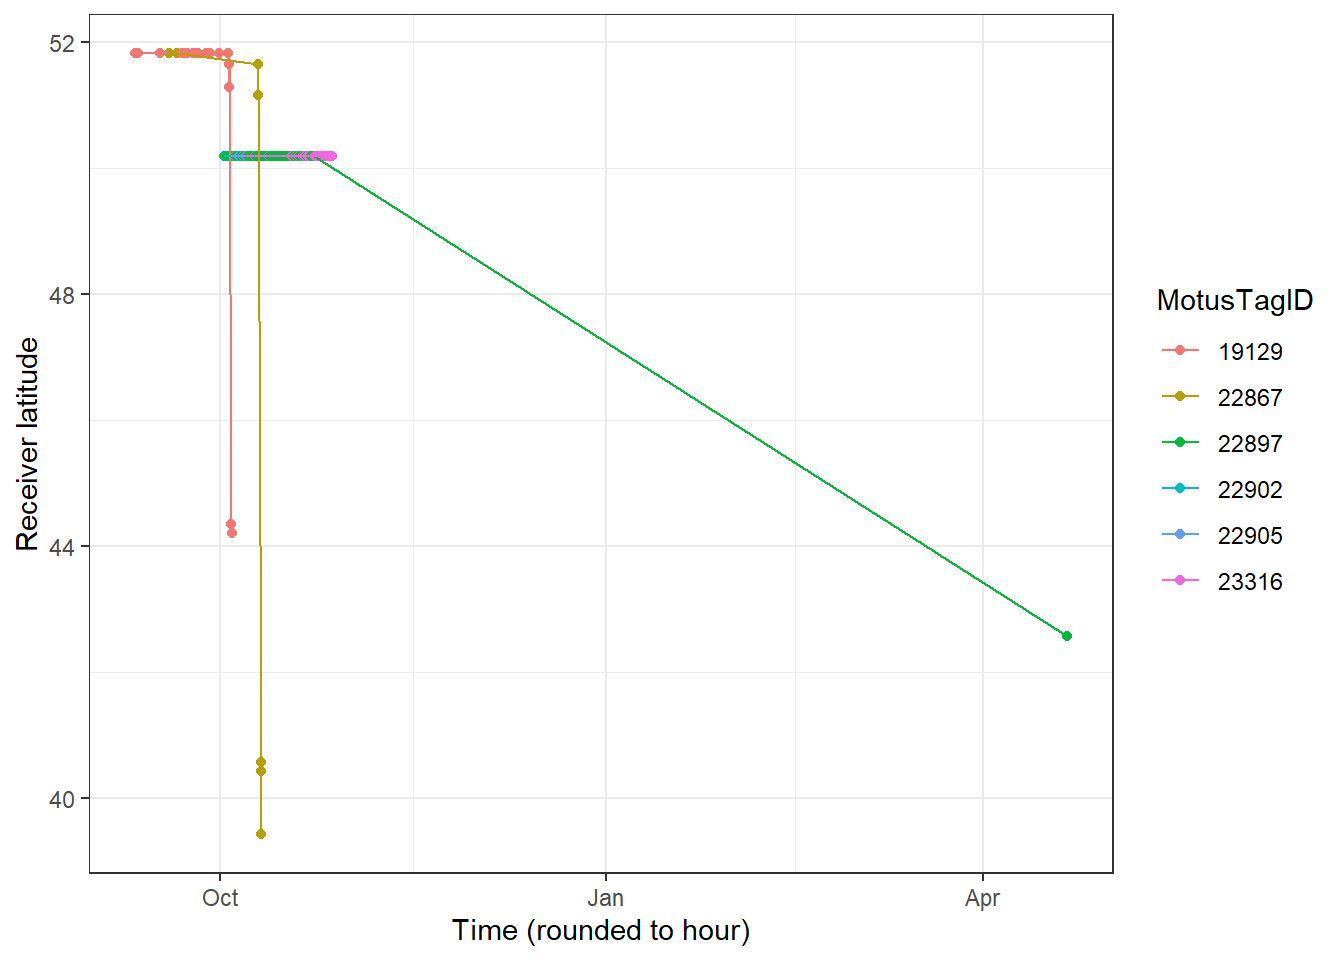 52
48
44
40
Receiver latitude
Oct
Jan
Apr
Time (rounded to hour)
MotusTagID
19129
22867
22897
22902
22905
23316